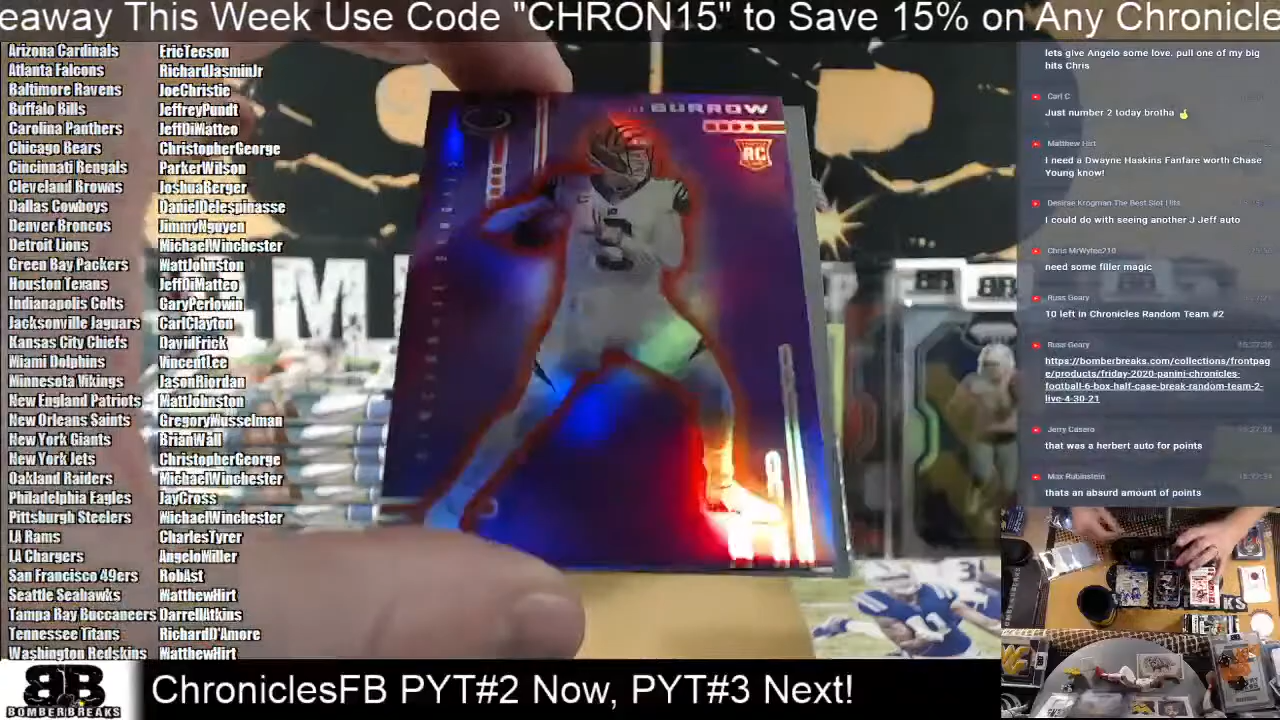 eaway This Week Use Code "CHRON15" to Save 15% on Any Chronicle
Arizona Cardinals EricTecson
Atlanta Falcons RichardJasminJr
Baltimore Ravens JoeChristie
Buffalo Bills JeffreyPundt
Carolina Panthers JeffDiMatteo
Chicago Bears ChristopherGeorge
Cincinnati Bengals ParkerWilson
Cleveland Browns JoshuaBerger
Dallas Cowboys DanielDelespinasse
Denver Broncos JimmyNguyen
Detroit Lions MichaelWinchester
Green Bay Packers MattJohnston
Houston Texans JeffDiMatteo
Indianapolis Colts GaryPerlowin
Jacksonville Jaguars CarlClayton
Kansas City Chiefs DavidFrick
Miami Dolphins VincentLee
Minnesota Vikings JasonRiordan
New England Patriots MattJohnston
New Orleans Saints GregoryMusselman
New York Giants BrianWall
New York Jets ChristopherGeorge
Oakland Raiders MichaelWinchester
Philadelphia Eagles JayCross
Pittsburgh Steelers MichaelWinchester
LA Rams CharlesTyrer
LA Chargers AngeloMiller
San Francisco 49ers RobAst
Seattle Seahawks MatthewHirt
Tampa Bay Buccaneers DarrellAtkins
Tennessee Titans RichardD'Amore
Washington Redskins MatthewHirt
BURROW
RC
lets give Angelo some love. pull one of my big
hits Chris
Carl C
Just number 2 today brotha
Matthew Hirt
I need a Dwayne Haskins Fanfare worth Chase
Young know!
Desirae Krogman The Best Slot Hits
I could do with seeing another J Jeff auto
Chris MrWytec210
need some filler magic
Russ Geary
10 left in Chronicles Random Team #2
Russ Geary
https://bomberbreaks.com/collections/frontpag
e/products/friday-2020-panini-chronicles-
football-6-box-half-case-break-random-team-2-
live-4-30-21
Jerry Casero
that was a herbert auto for points
Max Rubinstein
thats an absurd amount of points
BB
BOMBERBREAKS
ChroniclesFB PYT#2 Now, PYT#3 Next!